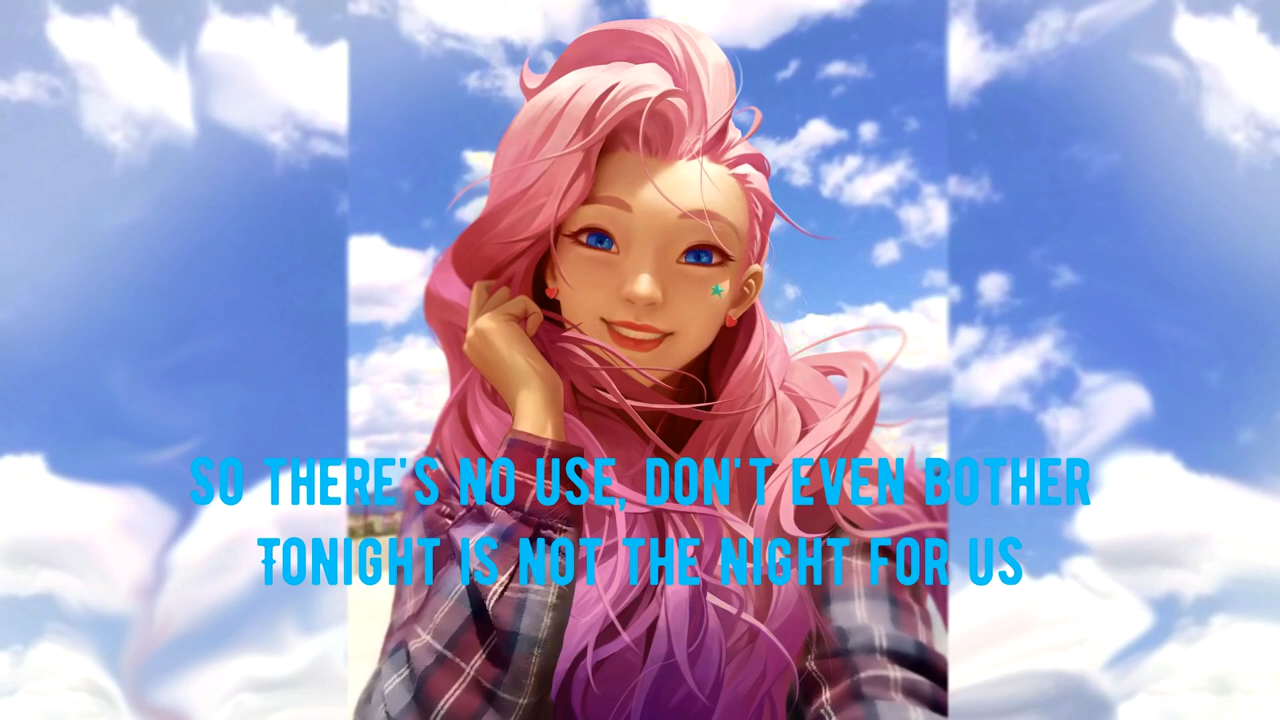 SO THERE'S NO USE, DON'T EVEN BOTHER
TONIGHT IS NOT THE NIGHT FOR US